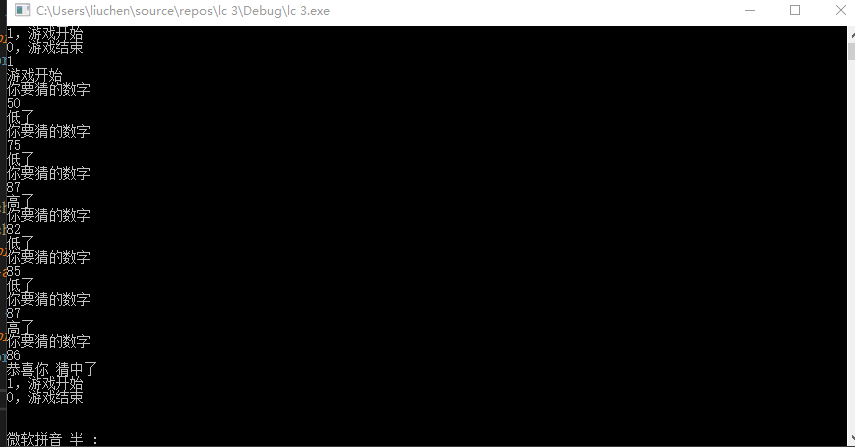 C:\Users\liuchen\source\repos\lc 3\Debug\lc 3.exe
1, 游戏开始
0, 游戏结束
1
游戏开始
你要猜的数字
50
低了
你要猜的数字
75
低了
你要猜的数字
87
高了
你要猜的数字
82
低了
你要猜的数字
85
低了
你要猜的数字
87
高了
你要猜的数字
86
恭喜你 猜中了
1, 游戏开始
0, 游戏结束
微软拼音 半 :